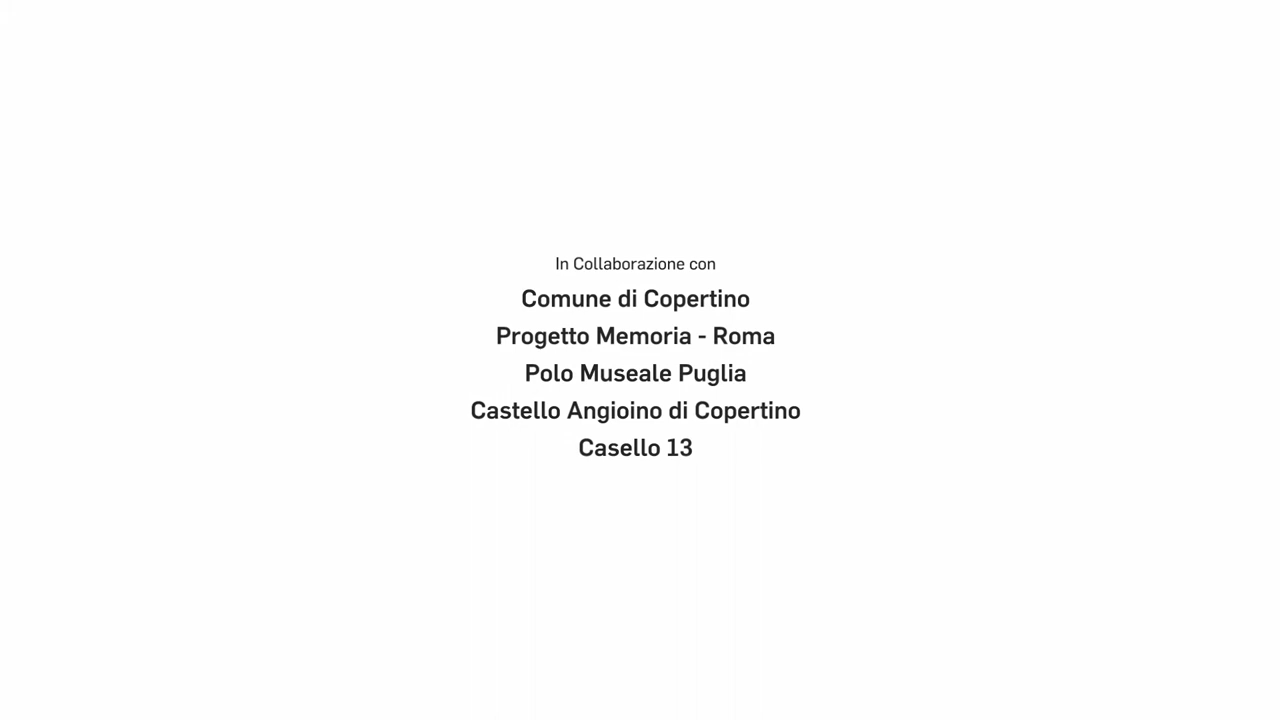 In Collaborazione con
Comune di Copertino
Progetto Memoria - Roma
Polo Museale Puglia
Castello Angioino di Copertino
Casello 13